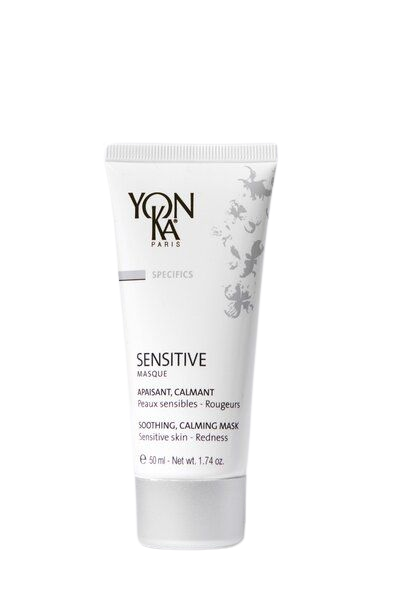 YON
KA®
PARIS
SPECIFICS
SENSITIVE
MASQUE
APAISANT, CALMANT
Peaux sensibles - Rougeurs
SOOTHING, CALMING MASK
Sensitive skin - Redness
℮ 50 ml - Net wt. 1.74 oz.